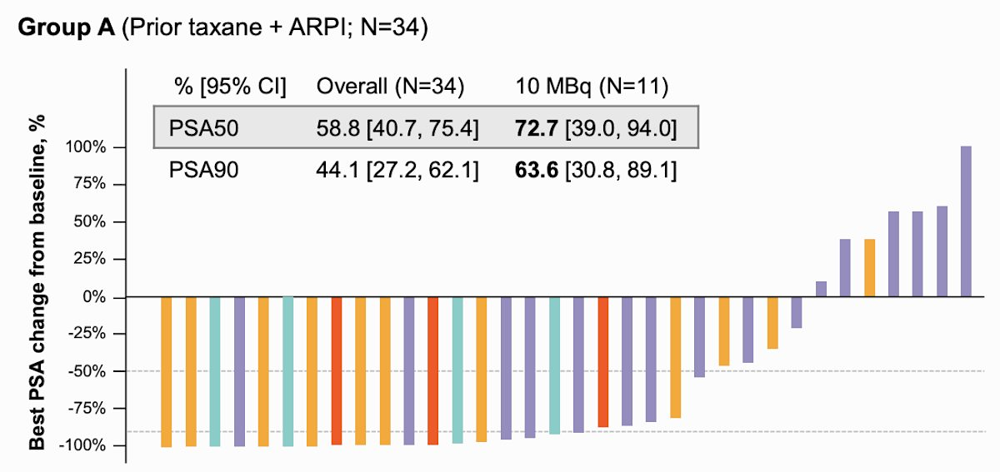 Group A (Prior taxane + ARPI; N=34)
% [95% CI] Overall (N=34) 10 MBq (N=11)
PSA50 58.8 [40.7, 75.4] 72.7 [39.0, 94.0]
PSA90 44.1 [27.2, 62.1] 63.6 [30.8, 89.1]
Best PSA change from baseline, %
100%
75%
50%
25%
0%
-25%
-50%
-75%
-100%